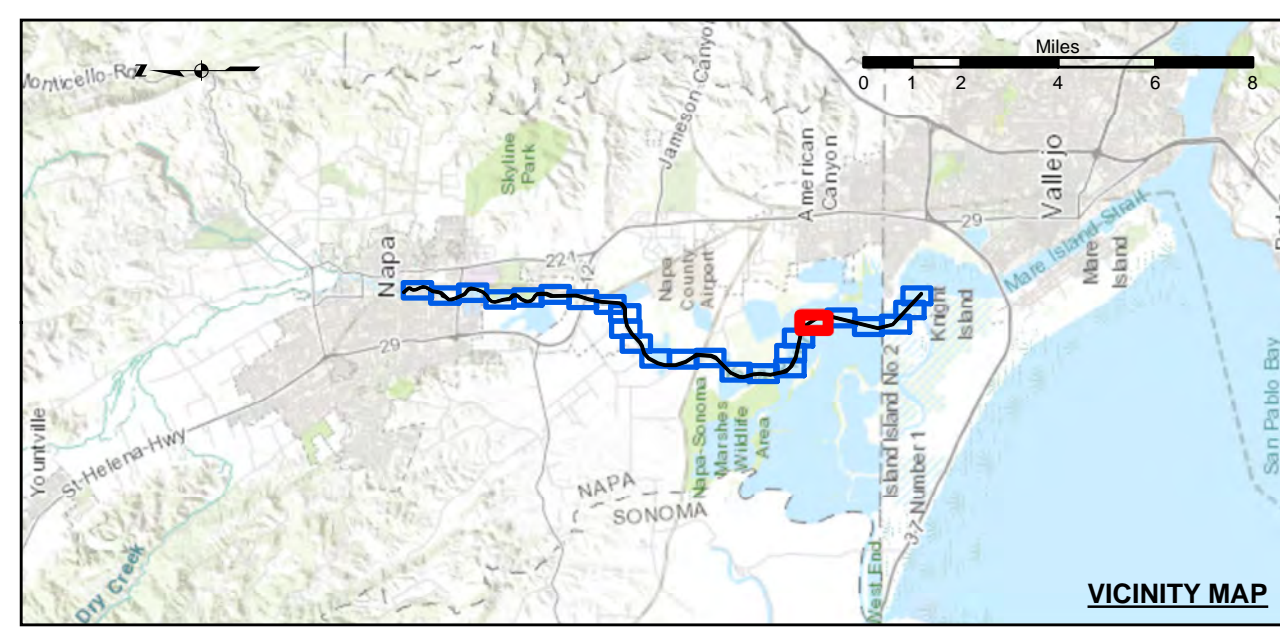 Monticello-Rd
Z
Miles
0 1 2 4 6 8
Skyline
Park
Jameson-Canyo
American
Canyon
Vallejo
29
Mare Island-Strait
Mare
Island
Napa
221
12
Napa
County
Airport
29
Knight
Island
Island Island No 2
37-Number 1
Napa-Sonoma
Marshes
Wildlife
Area
NAPA
SONOMA
Yountville
St-Helena-Hwy
Dry Creek
West End
San Pablo Bay
VICINITY MAP